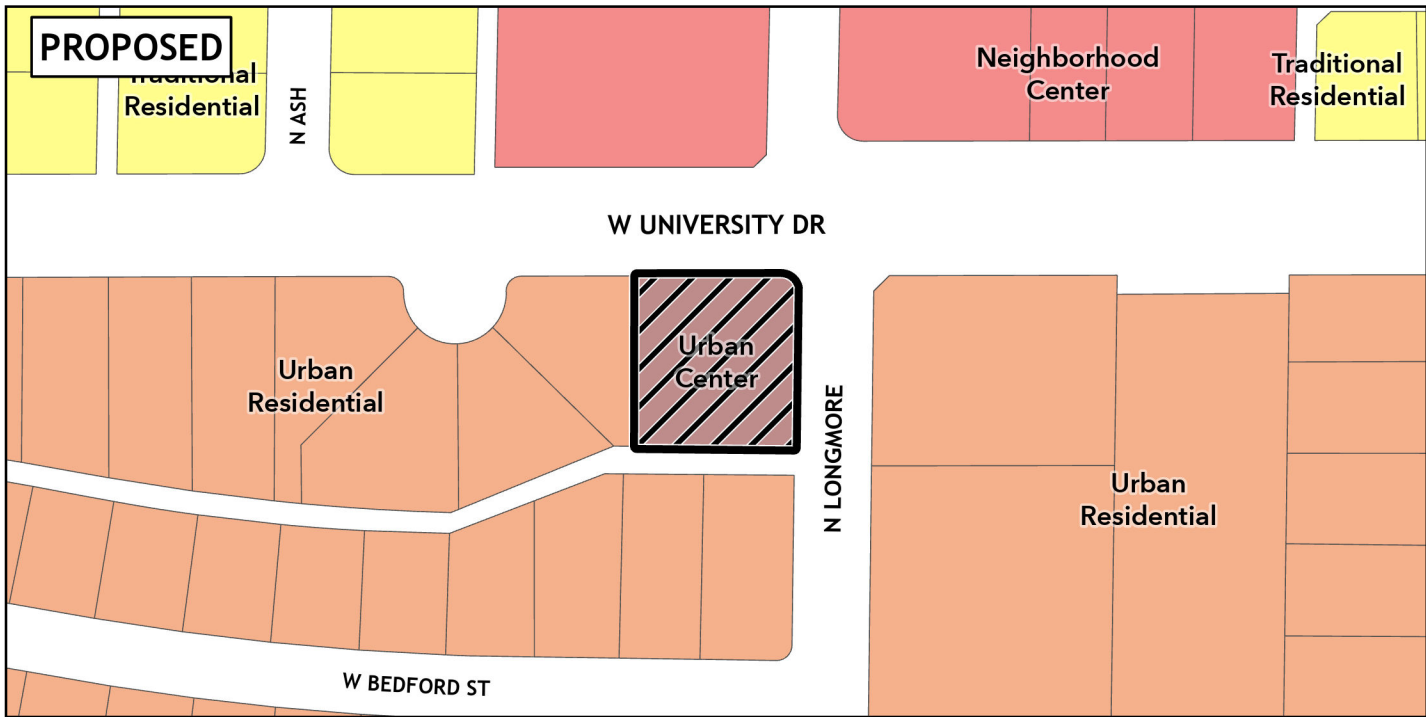 PROPOSED
Traditional
Residential
N ASH
Neighborhood
Center
Traditional
Residential
W UNIVERSITY DR
Urban
Residential
Urban
Center
N LONGMORE
Urban
Residential
W BEDFORD ST